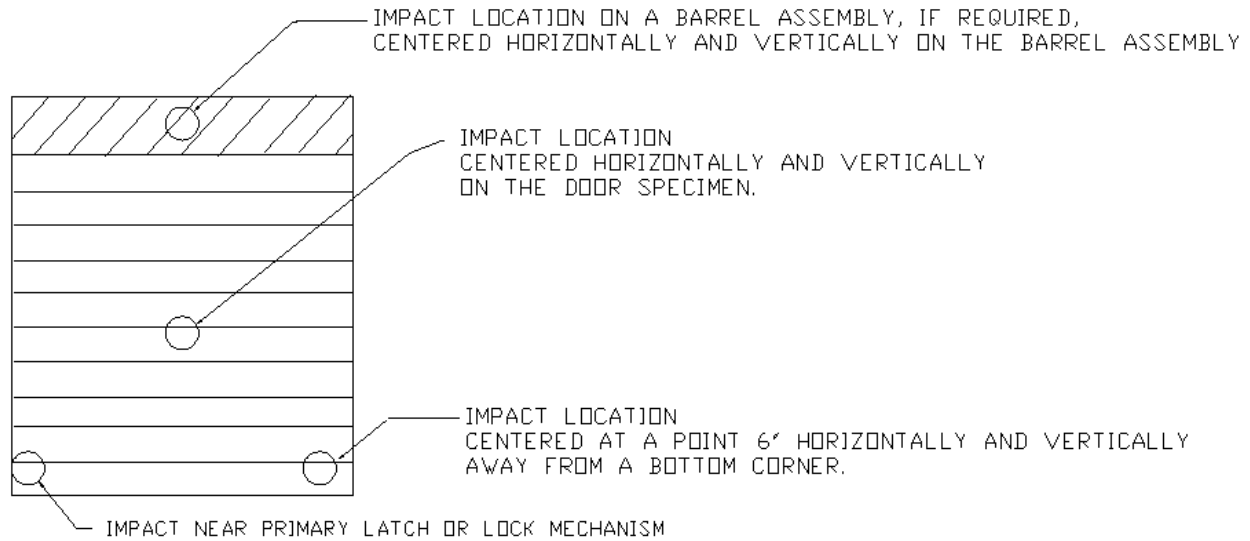 IMPACT LOCATION ON A BARREL ASSEMBLY, IF REQUIRED,
CENTERED HORIZONTALLY AND VERTICALLY ON THE BARREL ASSEMBLY
IMPACT LOCATION
CENTERED HORIZONTALLY AND VERTICALLY
ON THE DOOR SPECIMEN.
IMPACT LOCATION
CENTERED AT A POINT 6" HORIZONTALLY AND VERTICALLY
AWAY FROM A BOTTOM CORNER.
IMPACT NEAR PRIMARY LATCH OR LOCK MECHANISM